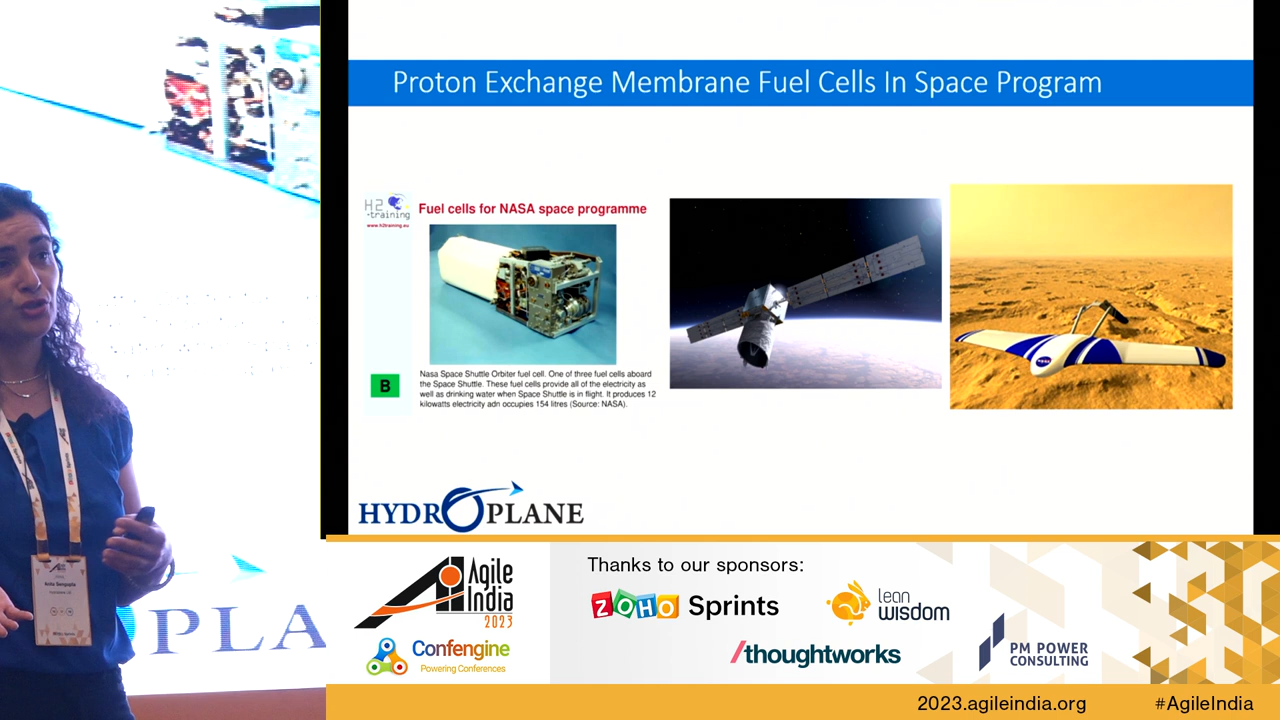 Proton Exchange Membrane Fuel Cells In Space Program
H2
training
www.h2training.eu
Fuel cells for NASA space programme
B
Nasa Space Shuttle Orbiter fuel cell. One of three fuel cells aboard
the Space Shuttle. These fuel cells provide all of the electricity as
well as drinking water when Space Shuttle is in flight. It produces 12
kilowatts electricity adn occupies 154 litres (Source: NASA).
NASA
HYDROPLANE
PLA
Anita Sengupta
Agile
India
2023
Confengine
Powering Conferences
Thanks to our sponsors:
ZOHO Sprints
lean
wisdom
/thoughtworks
PM POWER
CONSULTING
2023.agileindia.org
#AgileIndia